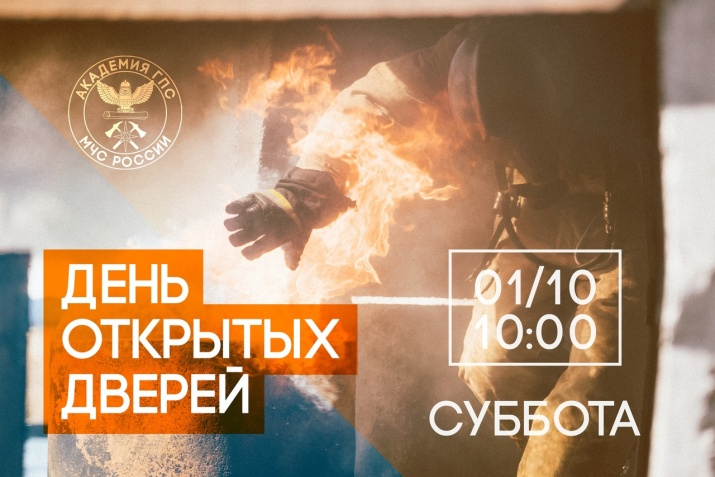 АКАДЕМИЯ ГПС
МЧС РОССИИ
ДЕНЬ
ОТКРЫТЫХ
ДВЕРЕЙ
01/10
10:00
СУББОТА